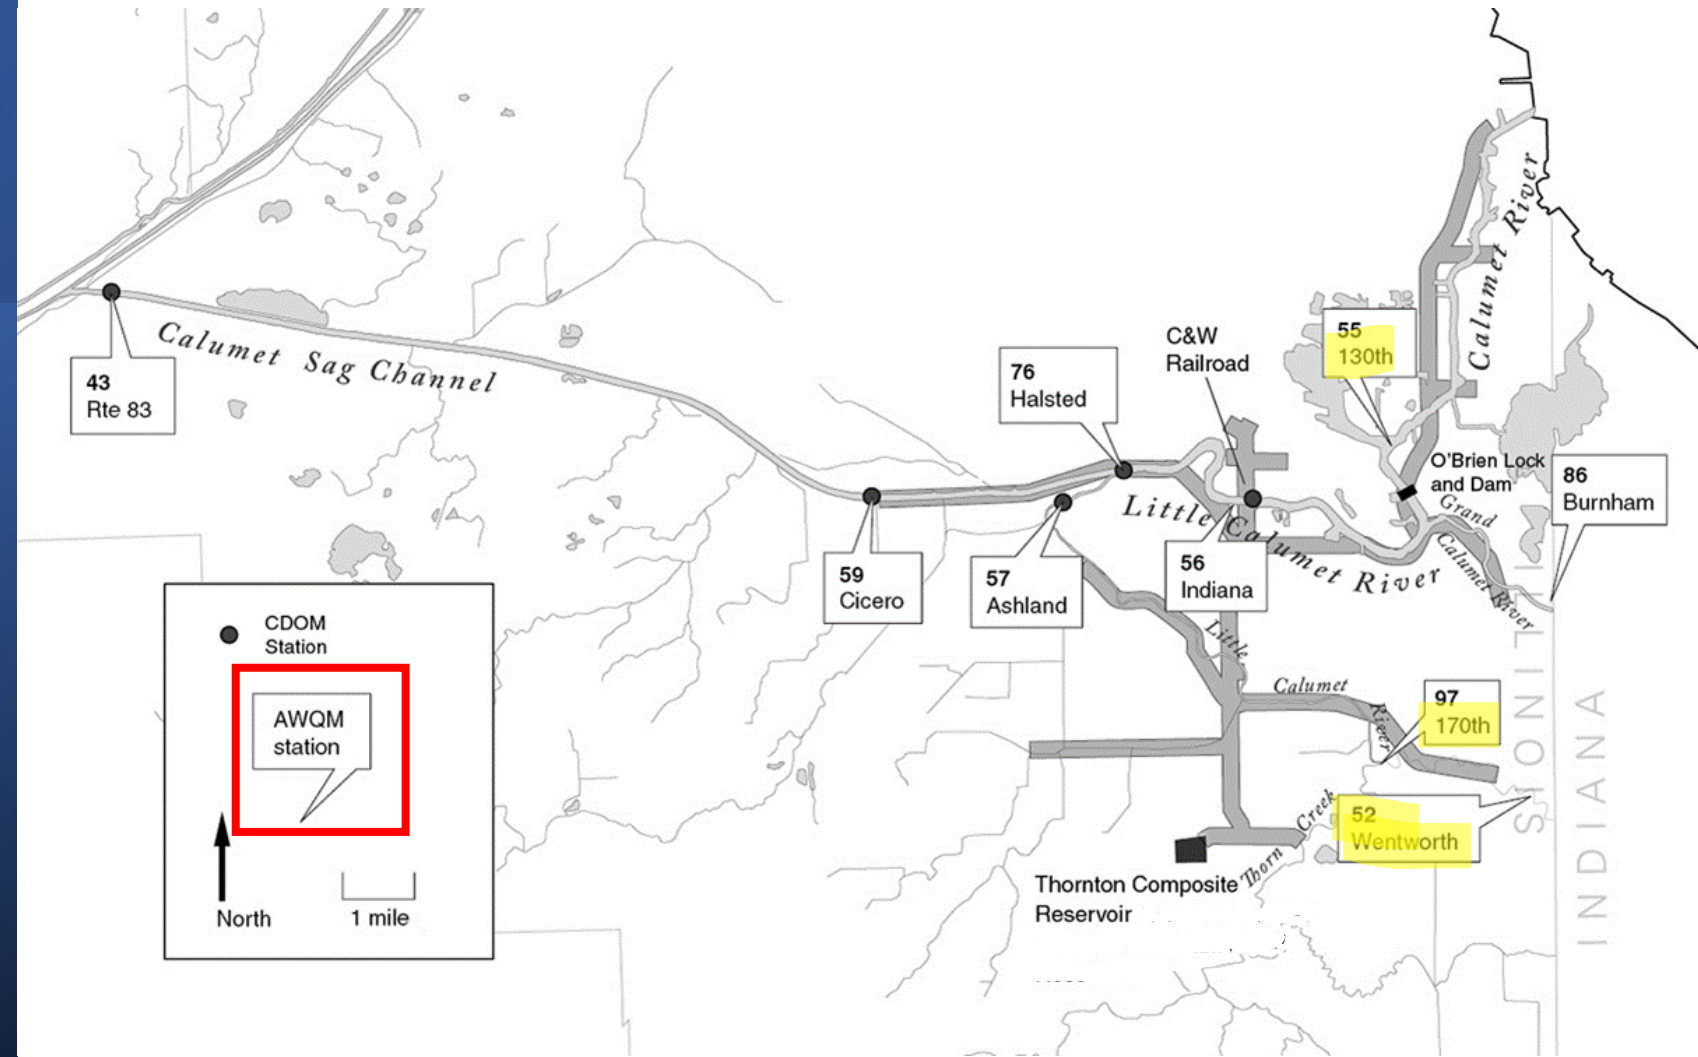 Calumet River
55
130th
C&W
Railroad
76
Halsted
43
Rte 83
Calumet Sag Channel
O'Brien Lock
and Dam
86
Burnham
Grand
Calumet River
Little Calumet River
59
Cicero
57
Ashland
56
Indiana
CDOM
Station
AWQM
station
North
1 mile
Little
Calumet
River
97
170th
52
Wentworth
Thorn Creek
Thornton Composite
Reservoir
ILLINOIS
INDIANA